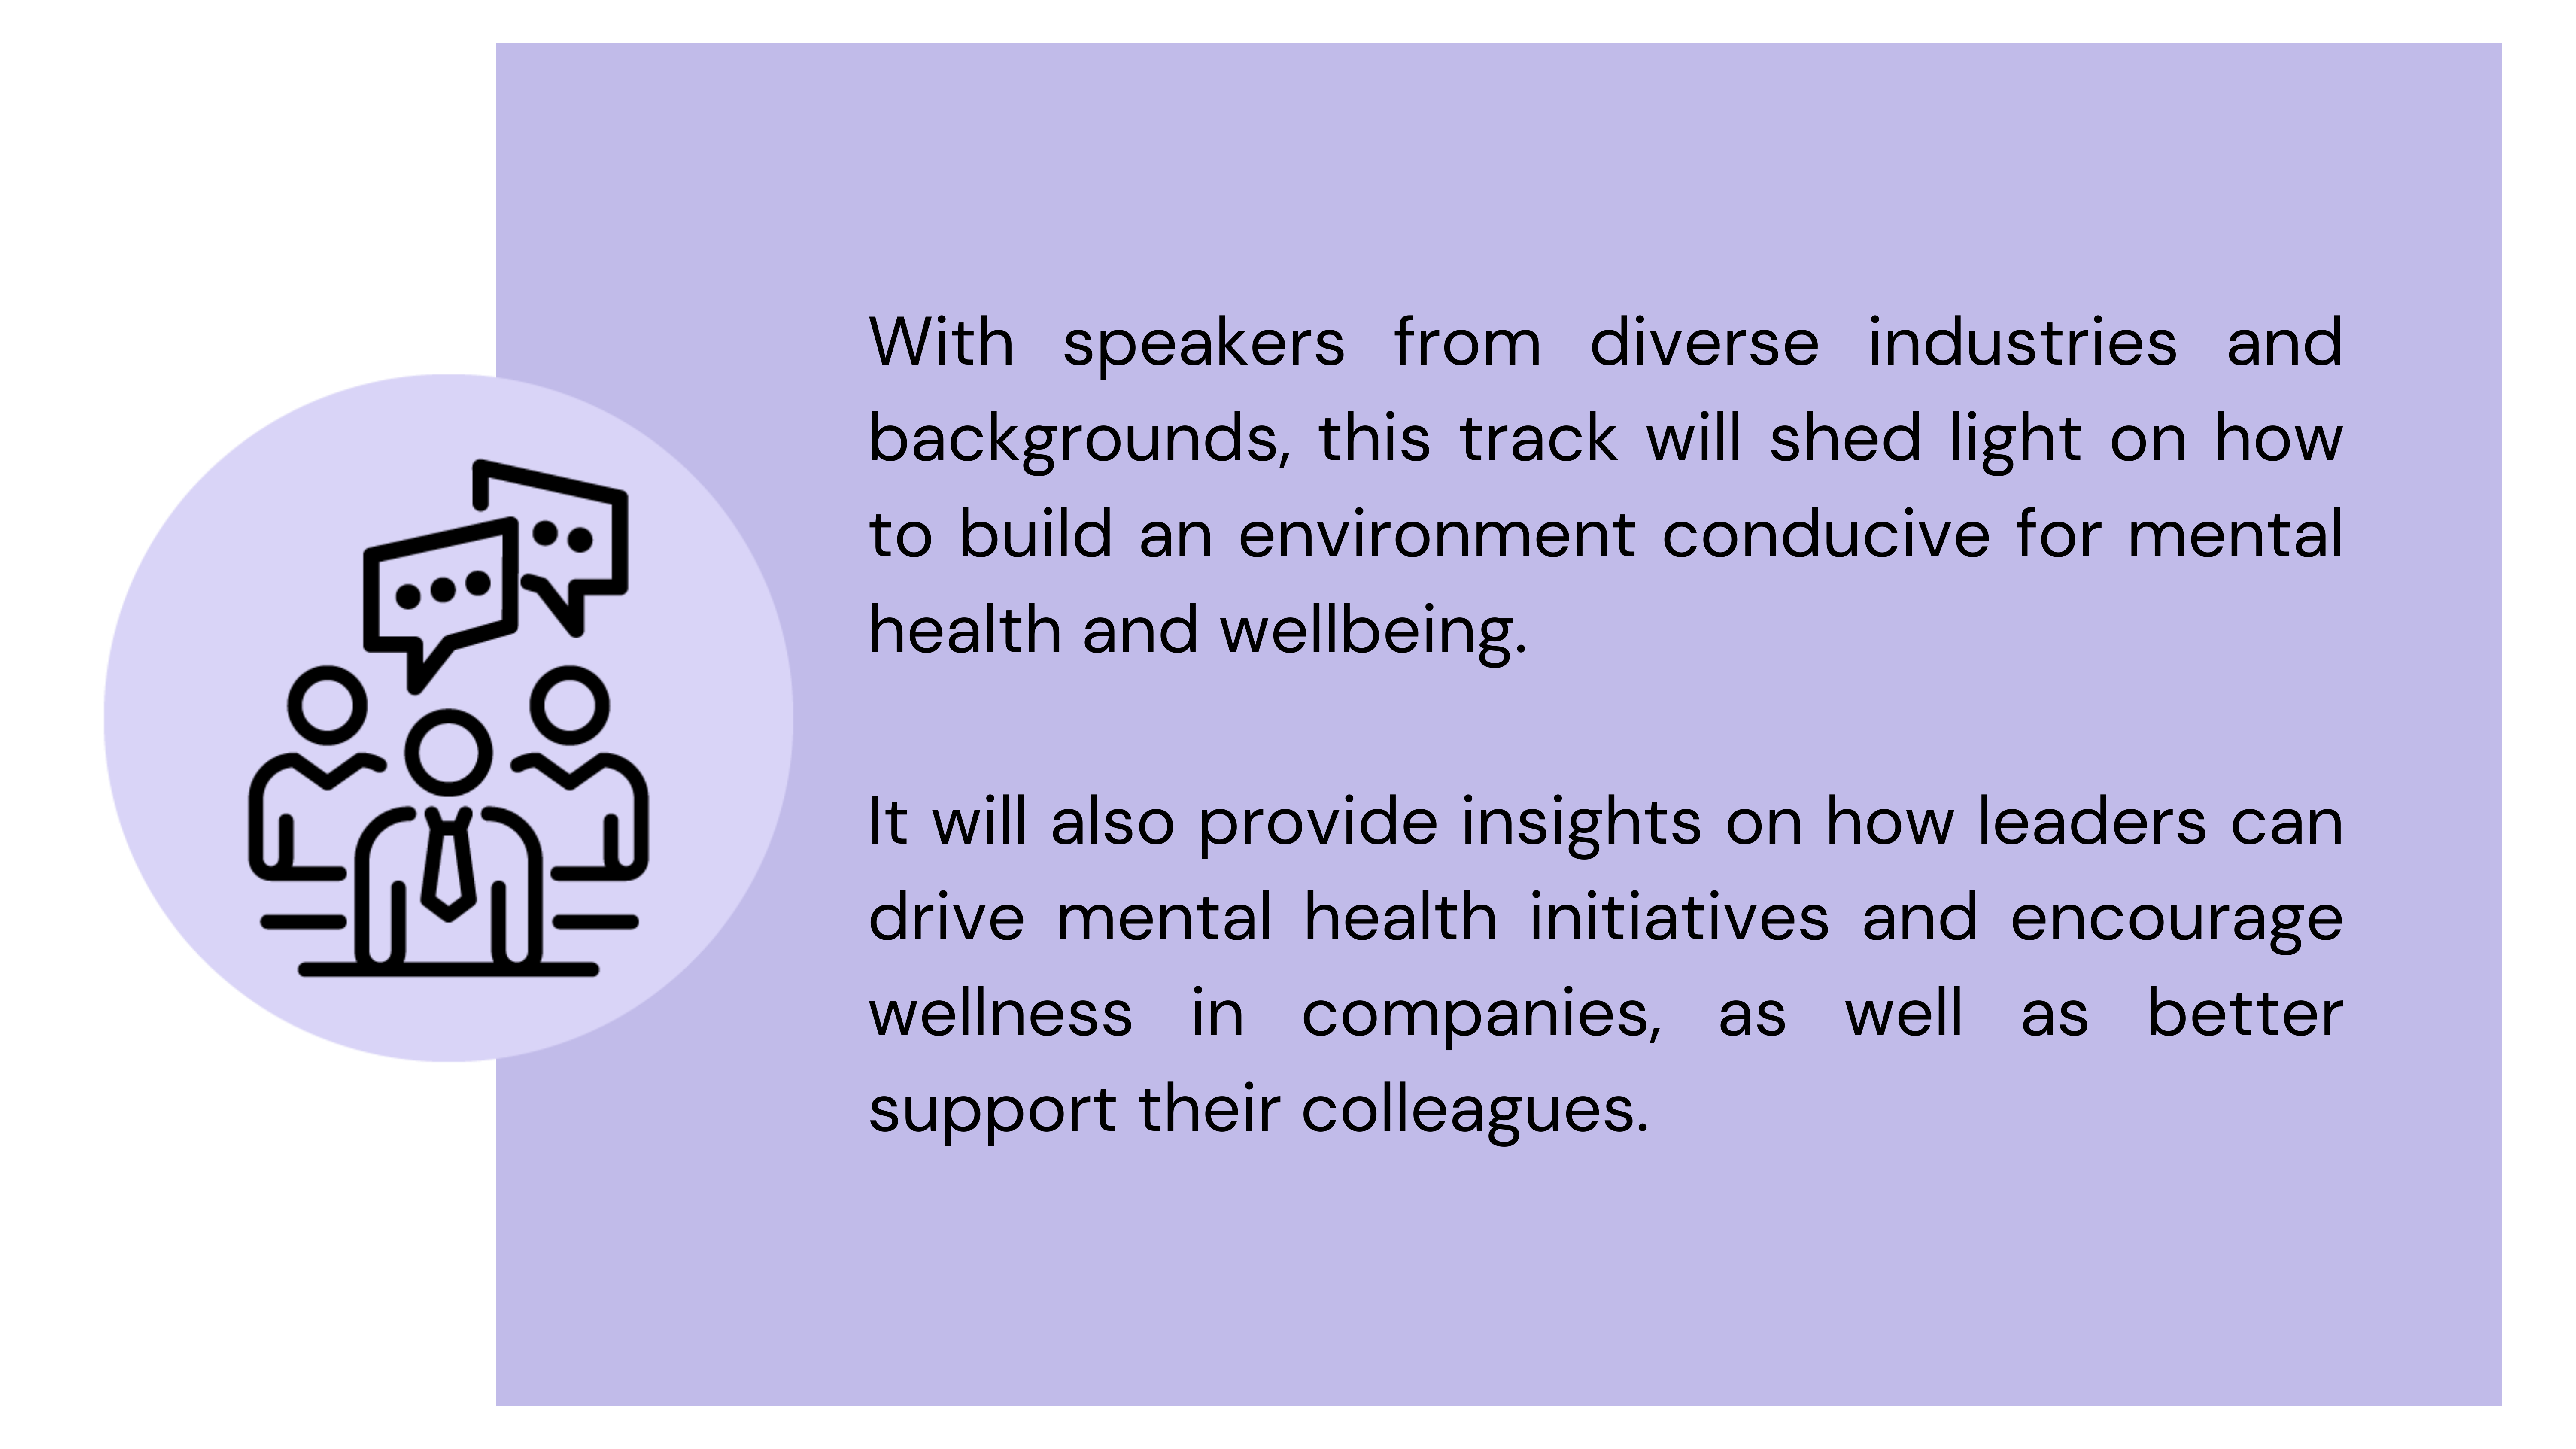 With speakers from diverse industries and
backgrounds, this track will shed light on how
to build an environment conducive for mental
health and wellbeing.
It will also provide insights on how leaders can
drive mental health initiatives and encourage
wellness in companies, as well as better
support their colleagues.